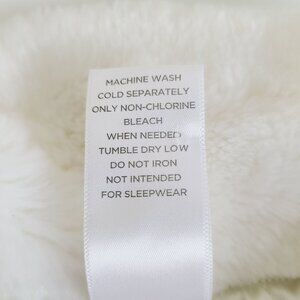 MACHINE WASH
COLD SEPARATELY
ONLY NON-CHLORINE
BLEACH
WHEN NEEDED
TUMBLE DRY LOW
DO NOT IRON
NOT INTENDED
FOR SLEEPWEAR